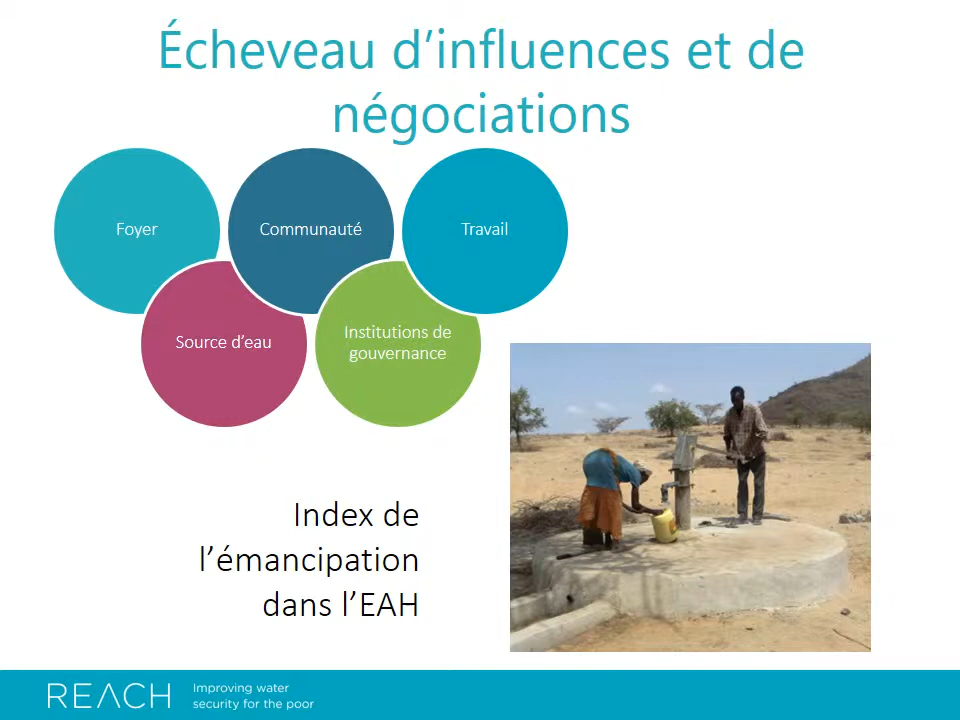 Écheveau d’influences et de
négociations
Foyer
Communauté
Travail
Source d’eau
Institutions de
gouvernance
Index de
l’émancipation
dans l’EAH
REACH
Improving water
security for the poor